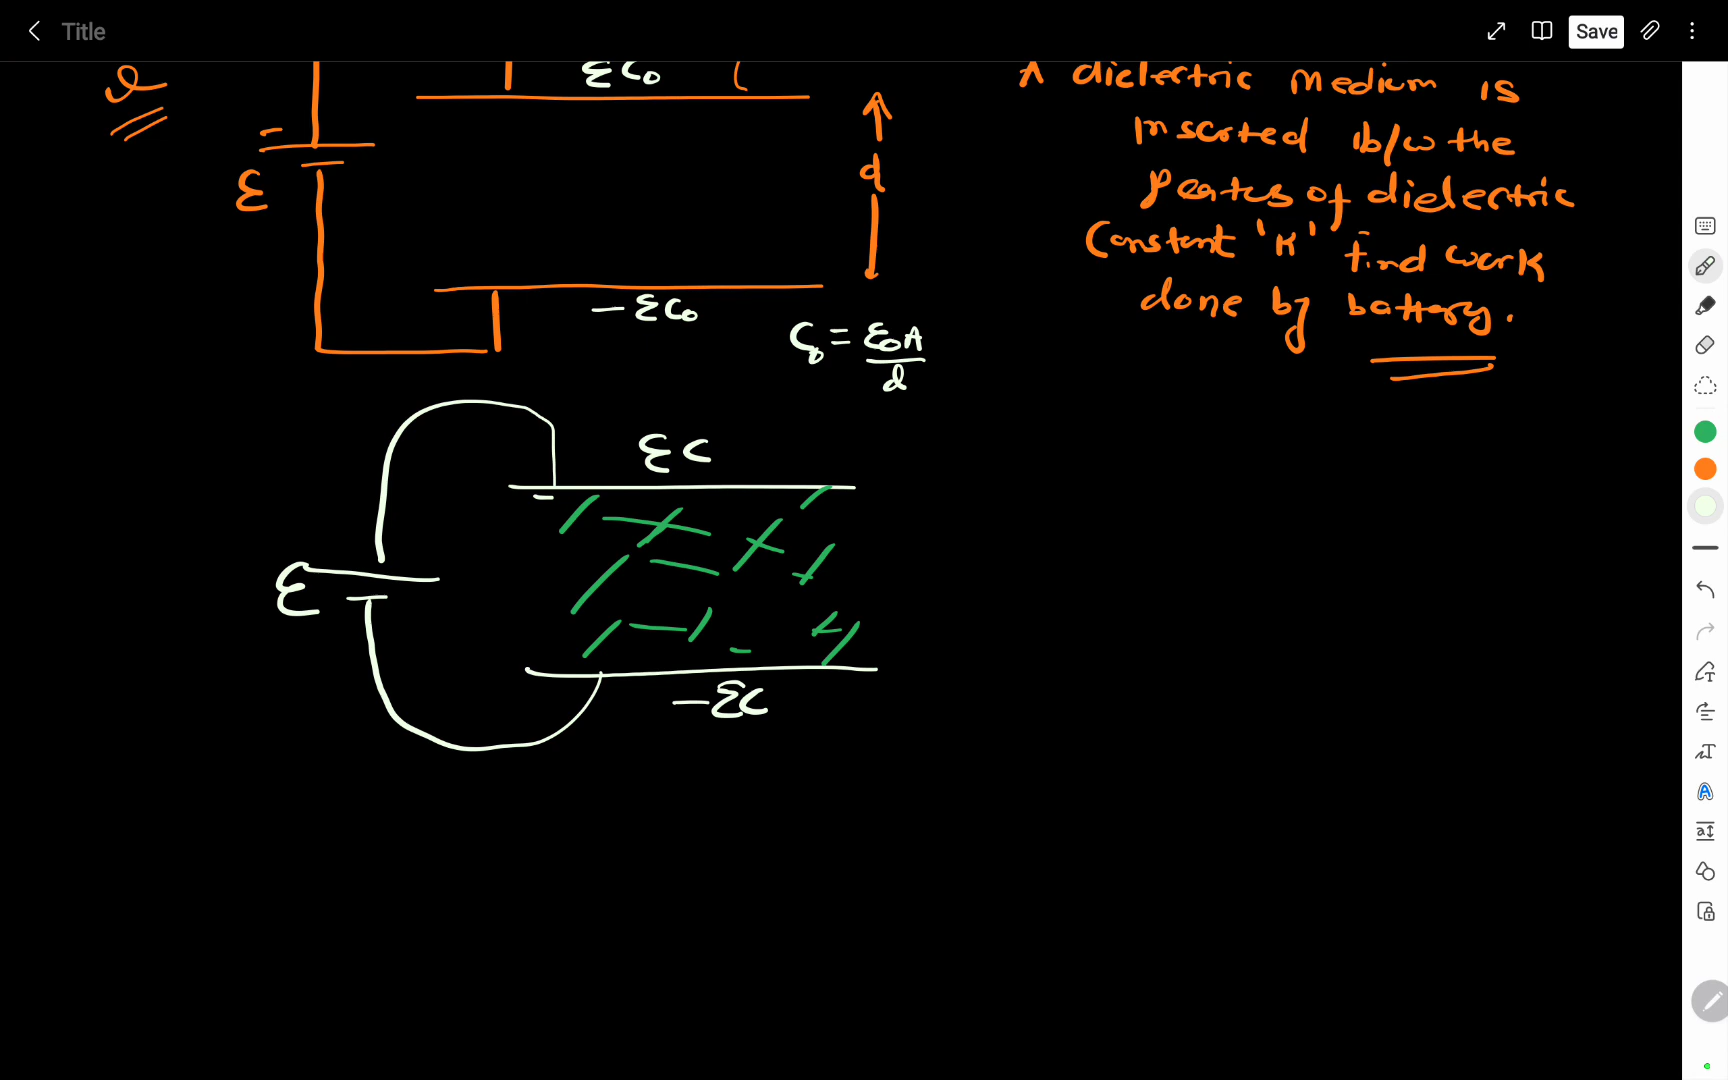 Title
Save
εC₀
A dielectric medium is
Inserted b/w the
Plates of dielectric
Constant 'K' find work
done by battery.
ε
d
-εC₀
C₀ = ε₀A/d
εC
ε
-εC